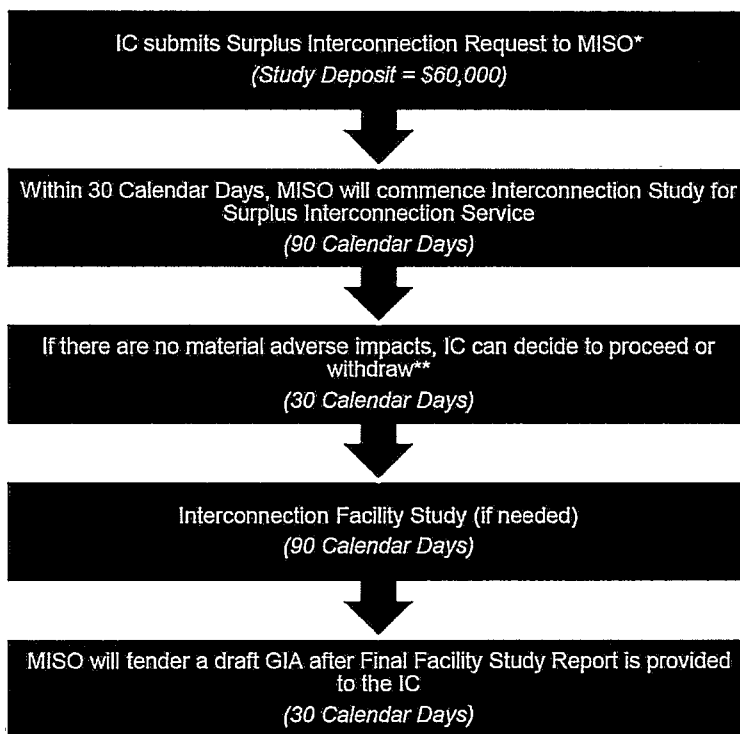 IC submits Surplus Interconnection Request to MISO*
(Study Deposit = $60,000)
Within 30 Calendar Days, MISO will commence Interconnection Study for
Surplus Interconnection Service
(90 Calendar Days)
If there are no material adverse impacts, IC can decide to proceed or
withdraw**
(30 Calendar Days)
Interconnection Facility Study (if needed)
(90 Calendar Days)
MISO will tender a draft GIA after Final Facility Study Report is provided
to the IC
(30 Calendar Days)